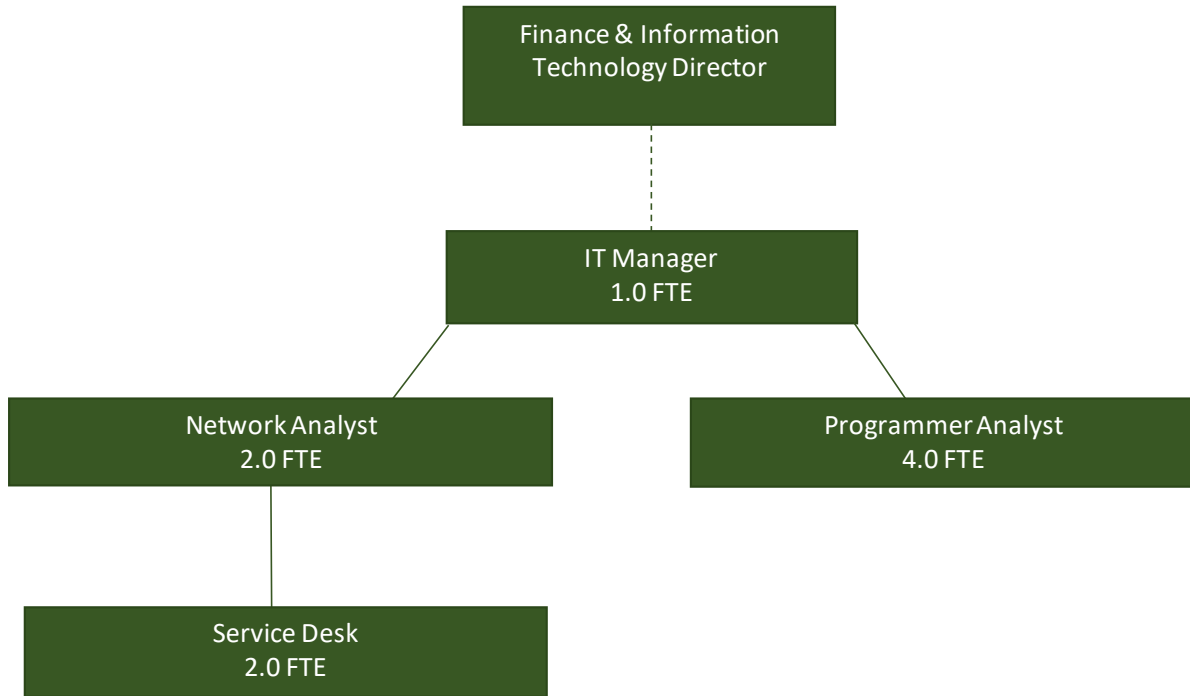 Finance & Information
Technology Director
IT Manager
1.0 FTE
Network Analyst
2.0 FTE
Programmer Analyst
4.0 FTE
Service Desk
2.0 FTE